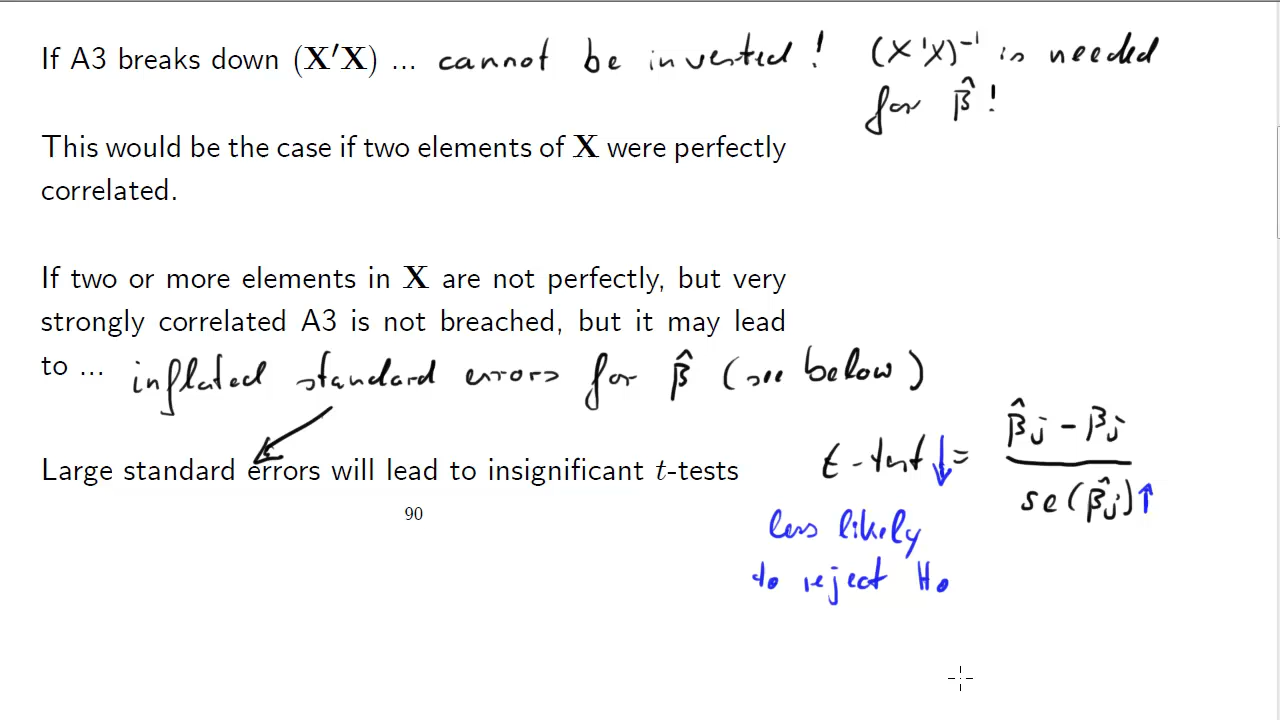 If A3 breaks down (X′X) ... cannot be inverted! (X'X)⁻¹ is needed
for β̂!
This would be the case if two elements of X were perfectly
correlated.
If two or more elements in X are not perfectly, but very
strongly correlated A3 is not breached, but it may lead
to ... inflated standard errors for β̂ (see below)
Large standard errors will lead to insignificant t-tests
90
t-test ↓ = (β̂j - βj) / se(β̂j) ↑
less likely
to reject H₀